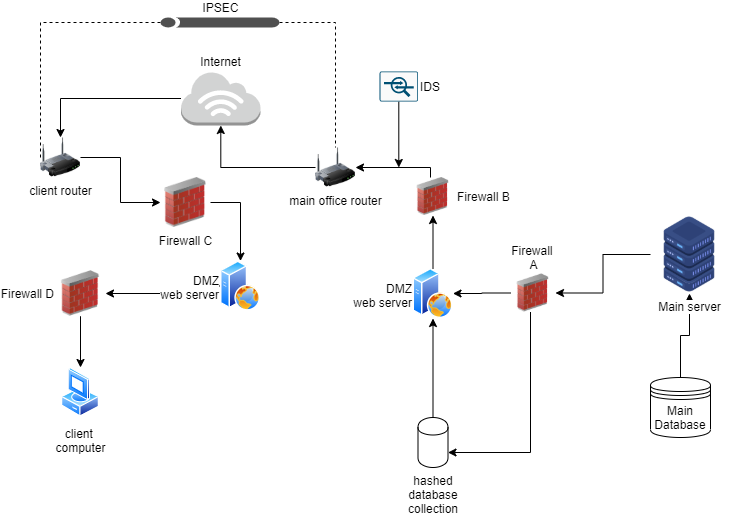 IPSEC
Internet
IDS
client router
main office router
Firewall B
Firewall C
Firewall
A
DMZ
web server
Firewall D
DMZ
web server
Main server
client
computer
Main
Database
hashed
database
collection